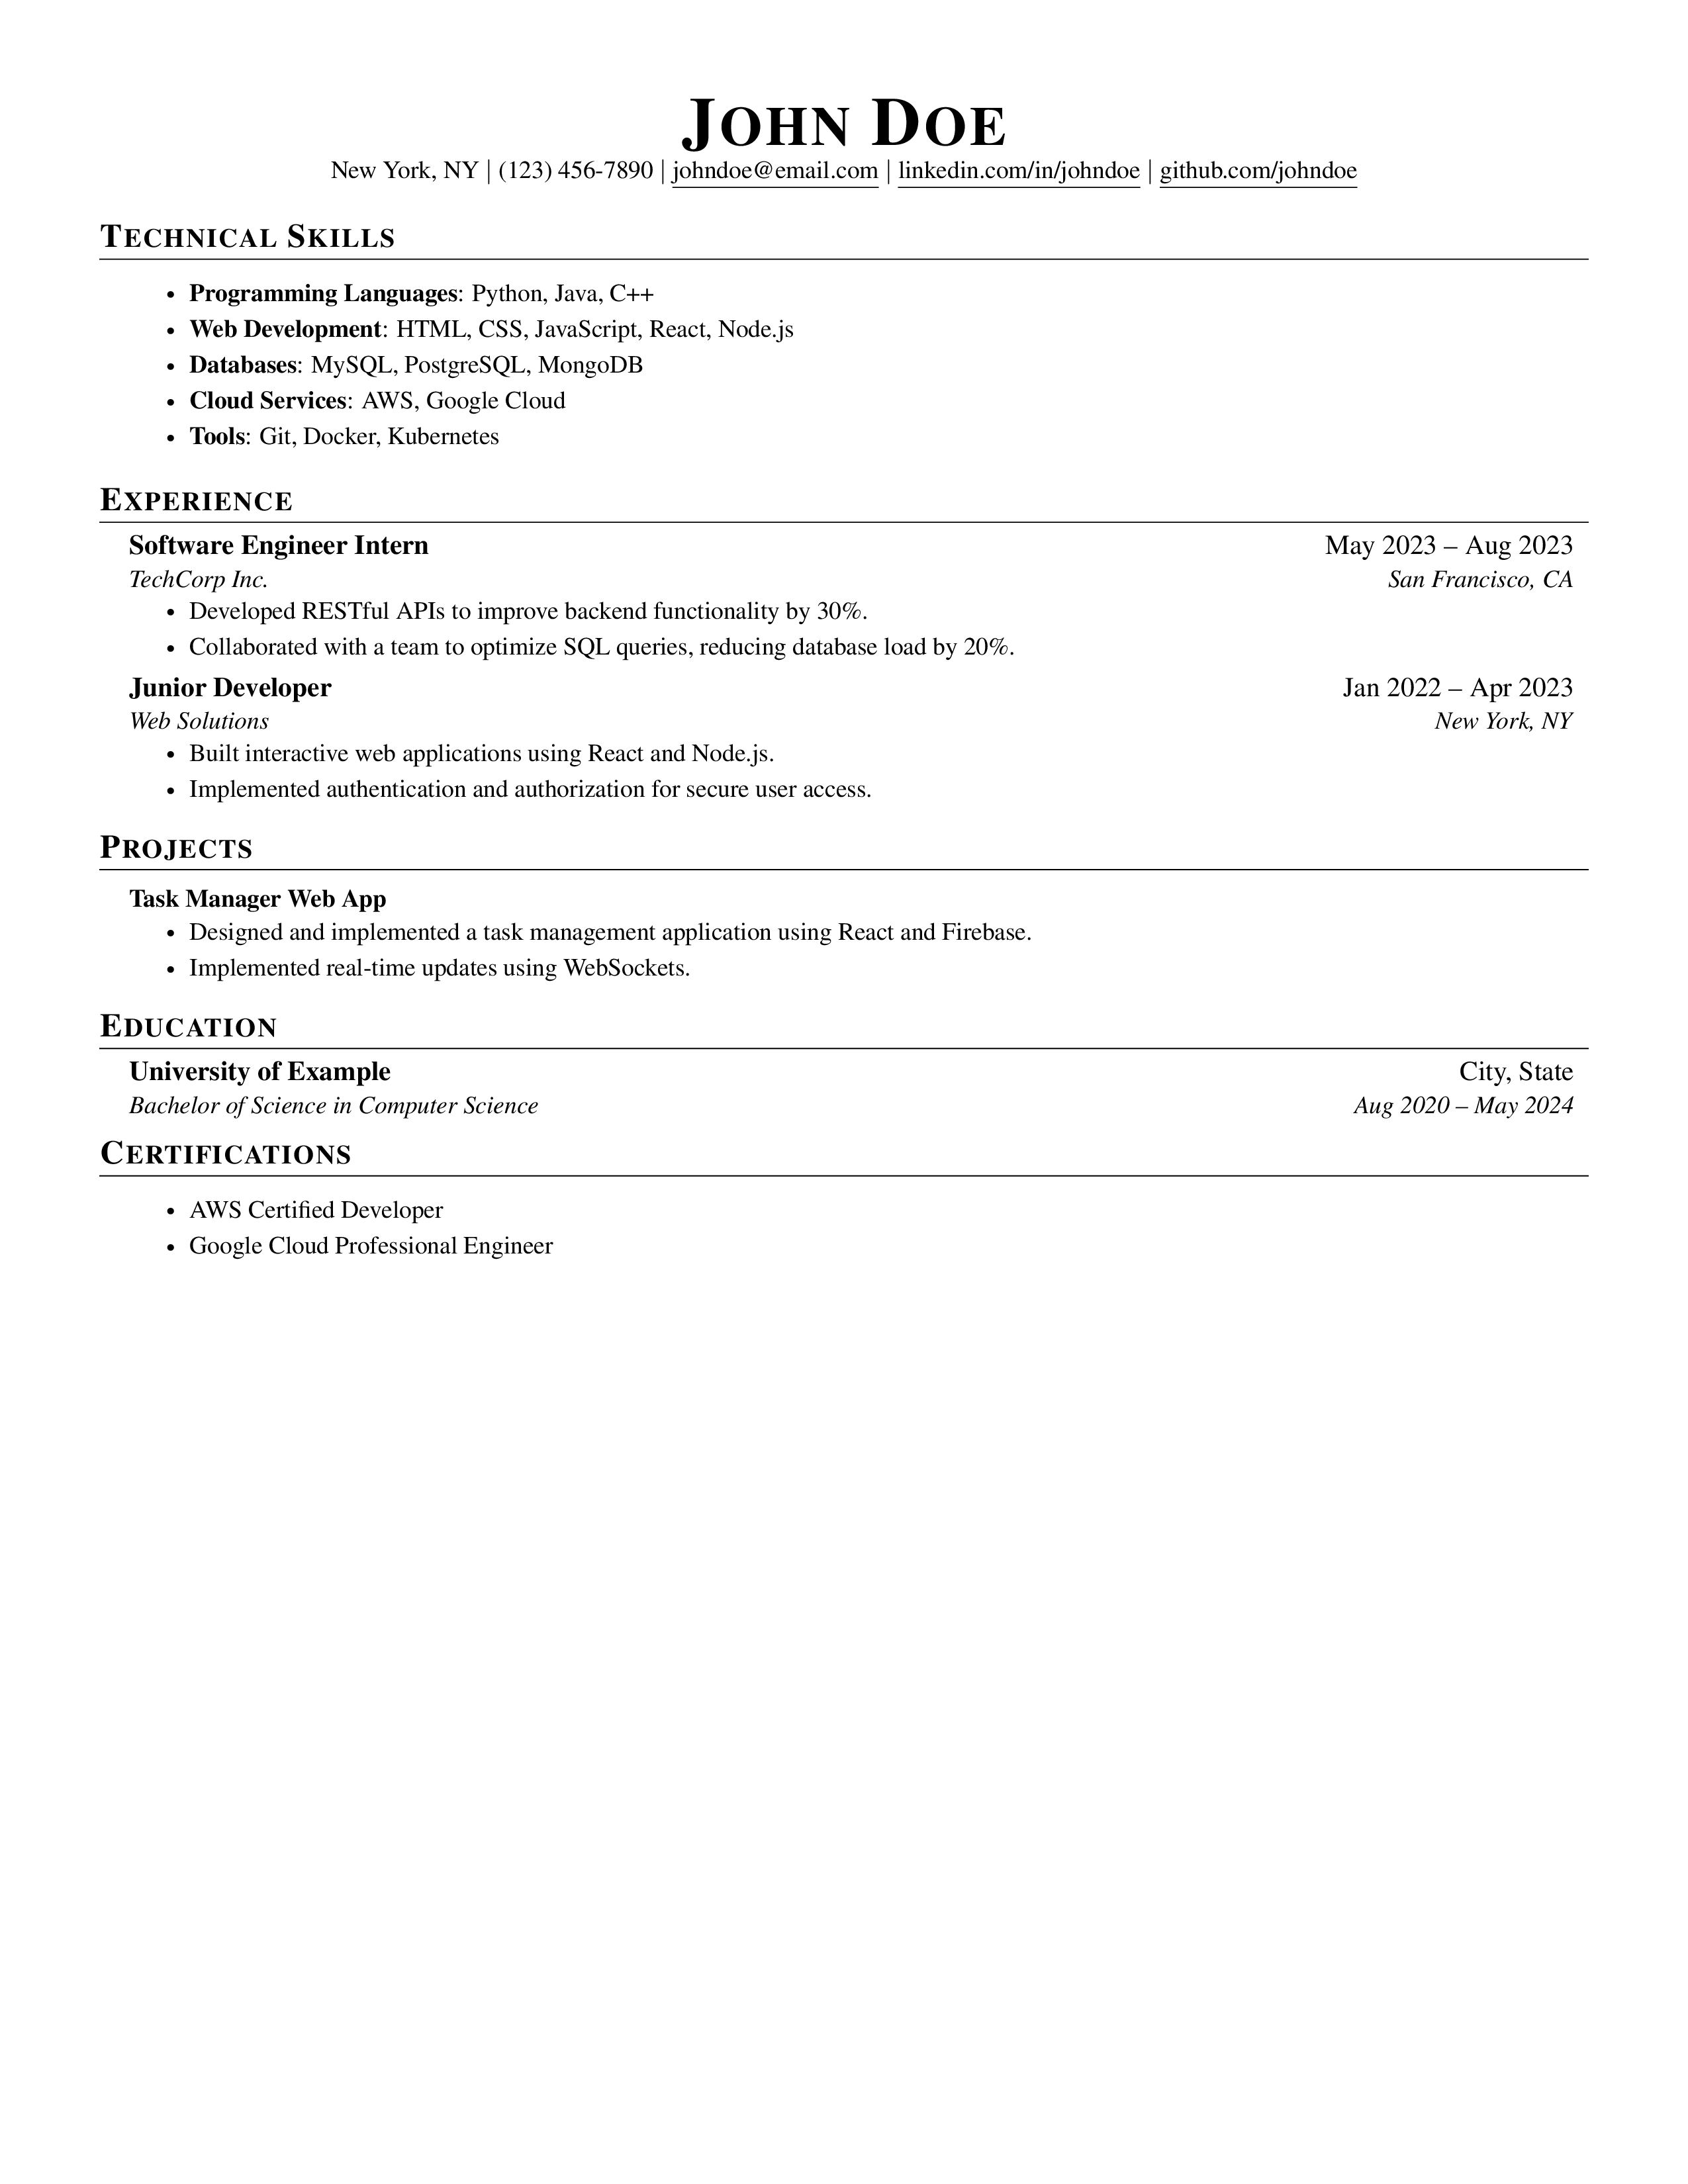 JOHN DOE
New York, NY | (123) 456-7890 | johndoe@email.com | linkedin.com/in/johndoe | github.com/johndoe
TECHNICAL SKILLS
• Programming Languages: Python, Java, C++
• Web Development: HTML, CSS, JavaScript, React, Node.js
• Databases: MySQL, PostgreSQL, MongoDB
• Cloud Services: AWS, Google Cloud
• Tools: Git, Docker, Kubernetes
EXPERIENCE
Software Engineer Intern May 2023 – Aug 2023
TechCorp Inc. San Francisco, CA
• Developed RESTful APIs to improve backend functionality by 30%.
• Collaborated with a team to optimize SQL queries, reducing database load by 20%.
Junior Developer Jan 2022 – Apr 2023
Web Solutions New York, NY
• Built interactive web applications using React and Node.js.
• Implemented authentication and authorization for secure user access.
PROJECTS
Task Manager Web App
• Designed and implemented a task management application using React and Firebase.
• Implemented real-time updates using WebSockets.
EDUCATION
University of Example City, State
Bachelor of Science in Computer Science Aug 2020 – May 2024
CERTIFICATIONS
• AWS Certified Developer
• Google Cloud Professional Engineer